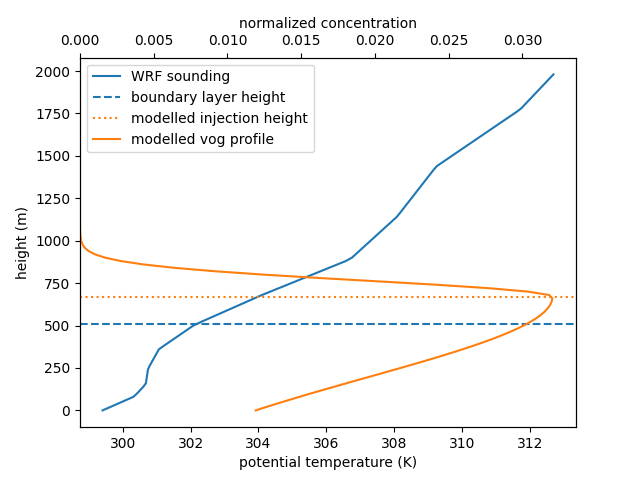 normalized concentration
0.000 0.005 0.010 0.015 0.020 0.025 0.030
WRF sounding
boundary layer height
modelled injection height
modelled vog profile
height (m)
2000
1750
1500
1250
1000
750
500
250
0
300 302 304 306 308 310 312
potential temperature (K)